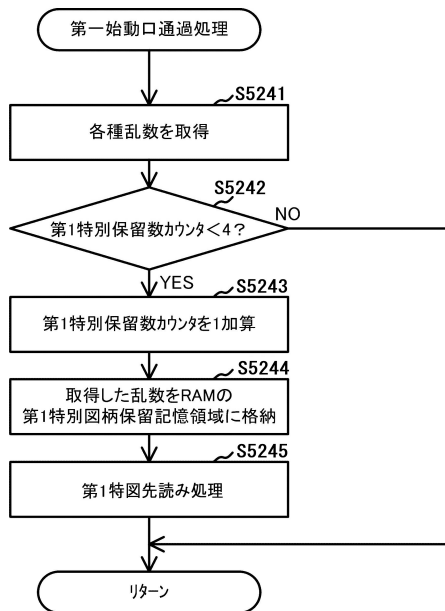 第一始動口通過処理
S5241
各種乱数を取得
S5242
第1特別保留数カウンタ<4?
NO
YES
S5243
第1特別保留数カウンタを1加算
S5244
取得した乱数をRAMの
第1特別図柄保留記憶領域に格納
S5245
第1特図先読み処理
リターン